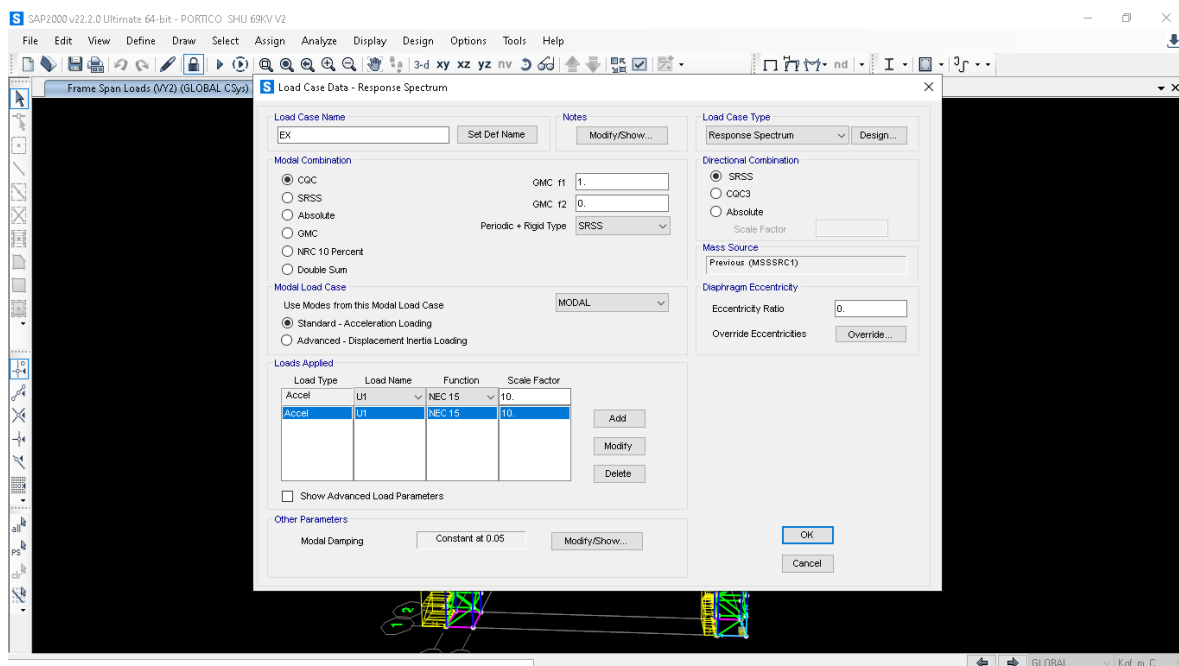 S SAP2000 v22.2.0 Ultimate 64-bit - PORTICO SHU 69KV V2
File Edit View Define Draw Select Assign Analyze Display Design Options Tools Help
3-d xy xz yz nv nd
Frame Span Loads (VY2) (GLOBAL CSys)
S Load Case Data - Response Spectrum
Load Case Name
EX
Set Def Name
Notes
Modify/Show...
Load Case Type
Response Spectrum
Design...
Modal Combination
CQC
SRSS
Absolute
GMC
NRC 10 Percent
Double Sum
GMC f1 1.
GMC f2 0.
Periodic + Rigid Type SRSS
Directional Combination
SRSS
CQC3
Absolute
Scale Factor
Mass Source
Previous (MSSSRC1)
Modal Load Case
Use Modes from this Modal Load Case MODAL
Standard - Acceleration Loading
Advanced - Displacement Inertia Loading
Diaphragm Eccentricity
Eccentricity Ratio 0.
Override Eccentricities Override...
Loads Applied
Load Type Load Name Function Scale Factor
Accel U1 NEC 15 10.
Accel U1 NEC 15 10.
Add
Modify
Delete
Show Advanced Load Parameters
Other Parameters
Modal Damping Constant at 0.05 Modify/Show...
OK
Cancel
all
PS
clr
2
1
GLOBAL Kgf, m, C